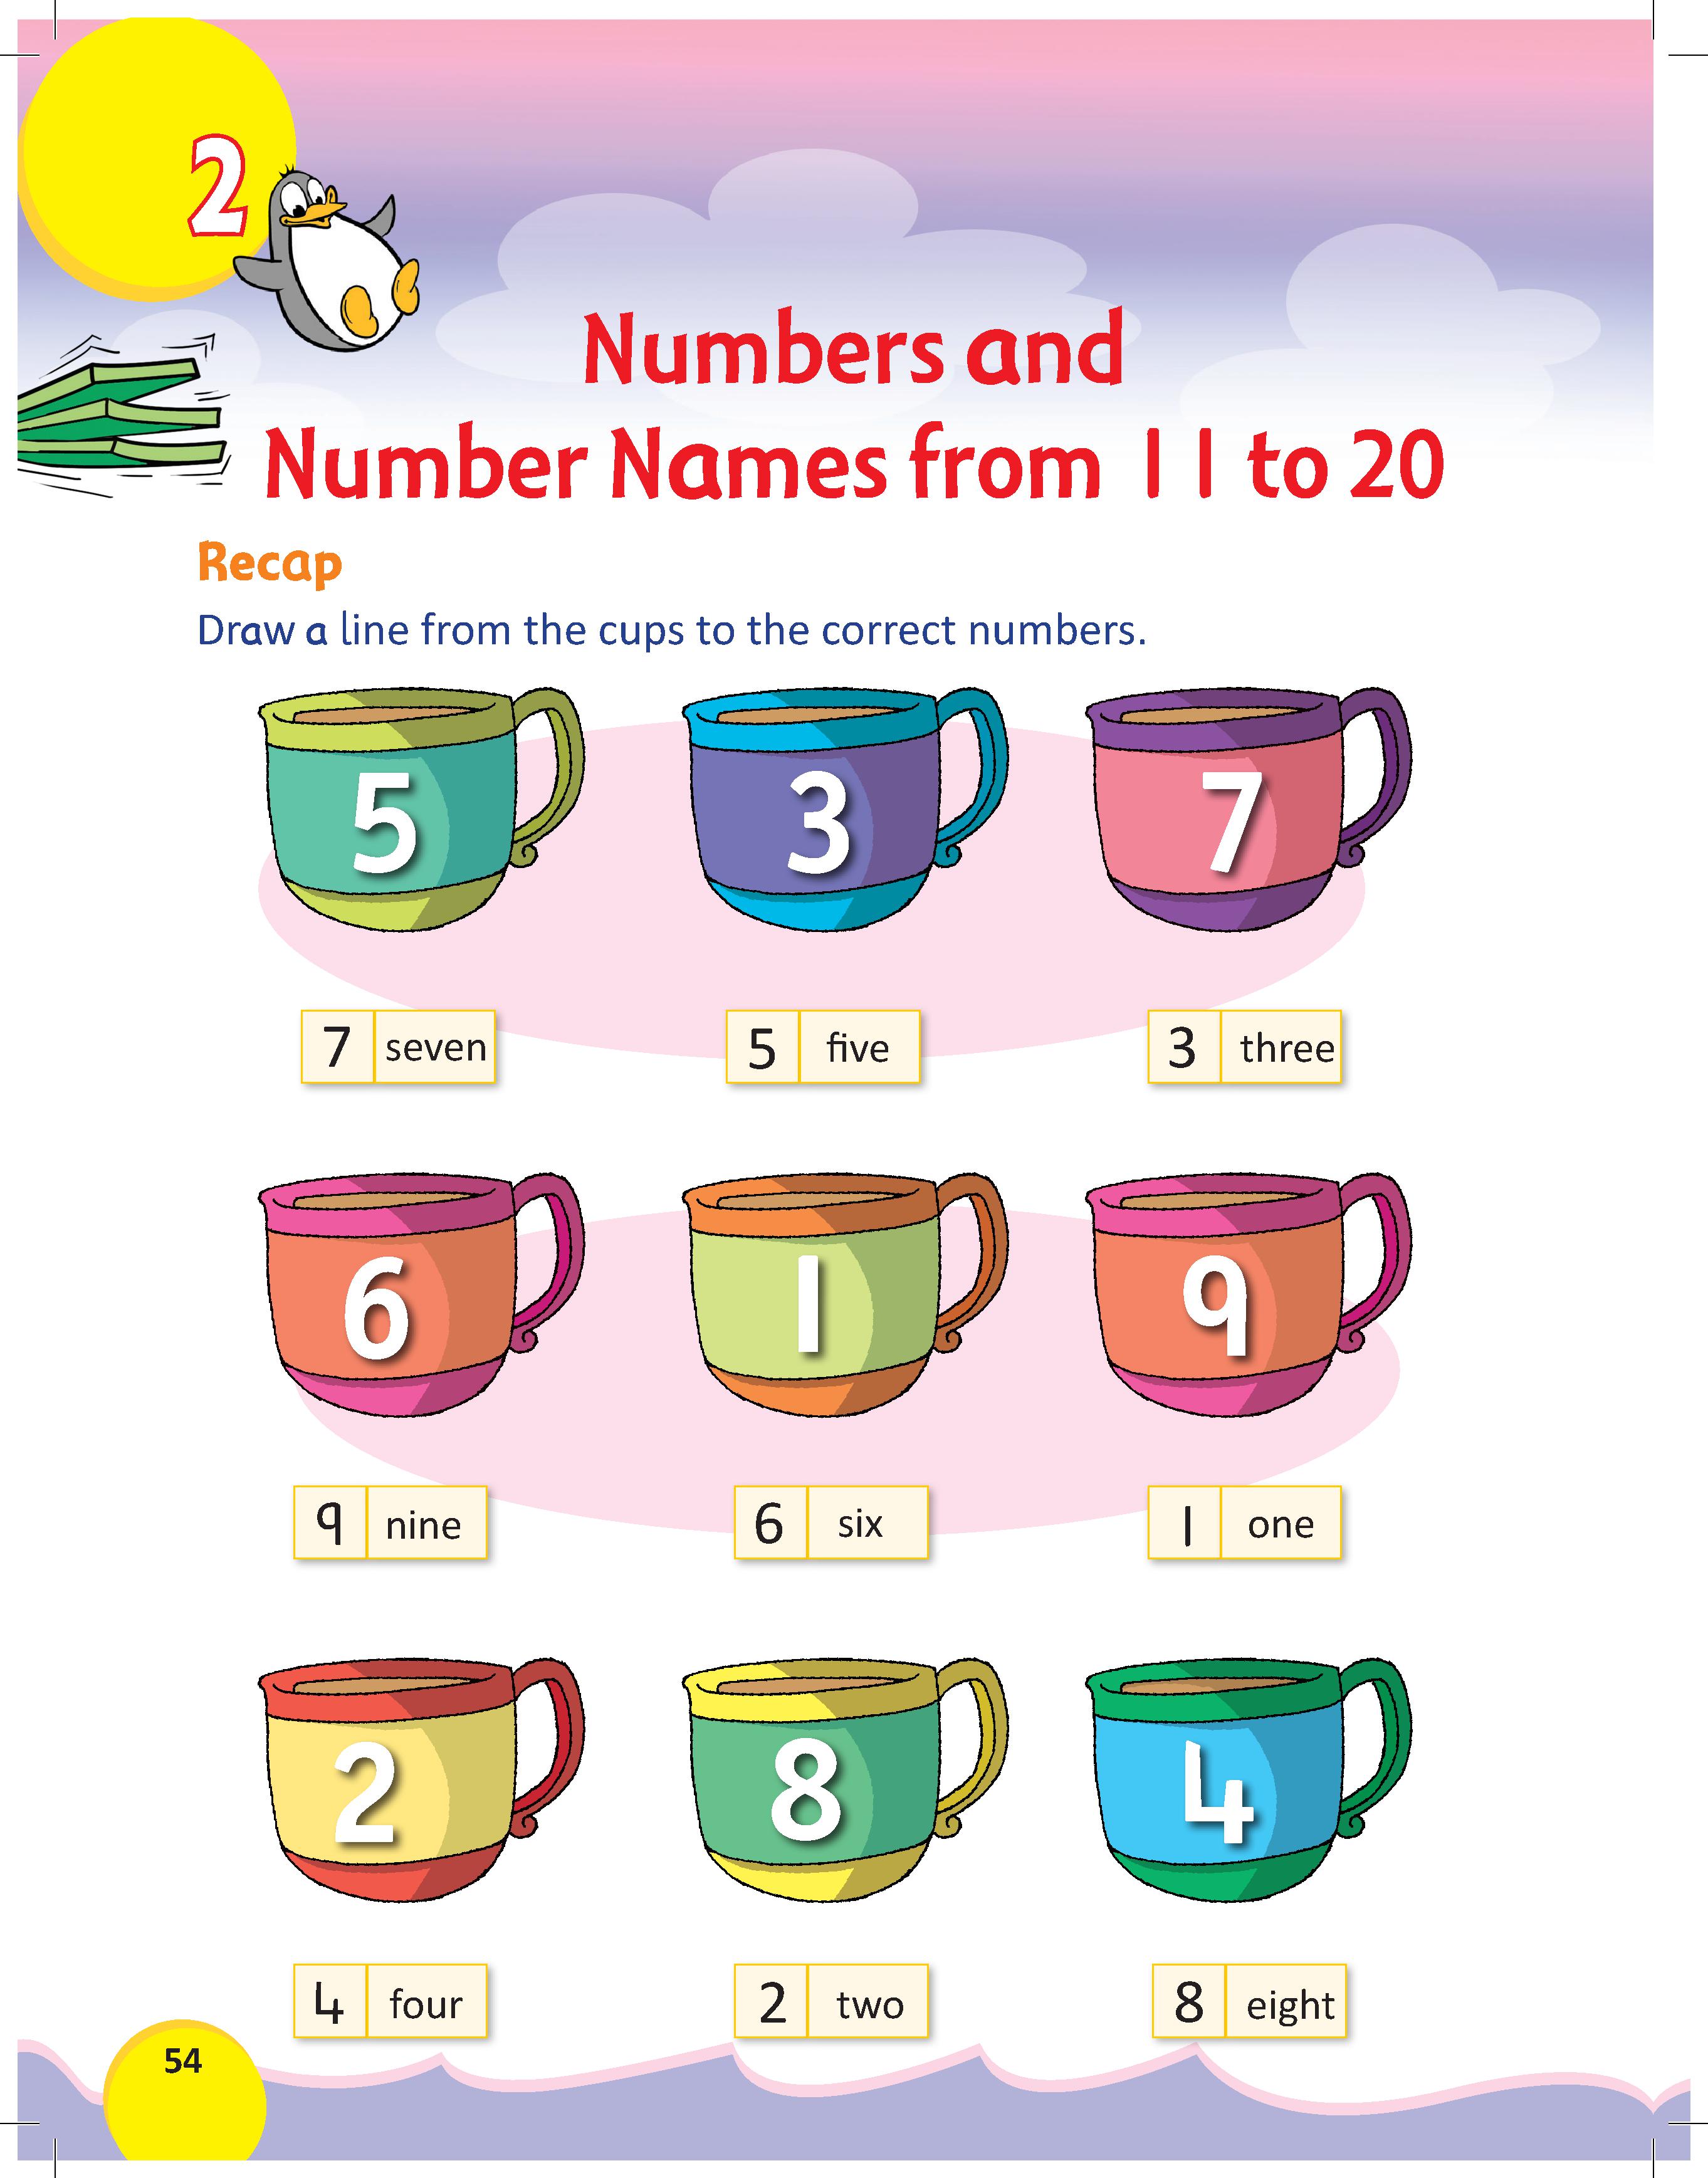 2
Numbers and
Number Names from 11 to 20
Recap
Draw a line from the cups to the correct numbers.
5 3 7
7 seven 5 five 3 three
6 1 9
9 nine 6 six 1 one
2 8 4
4 four 2 two 8 eight
54